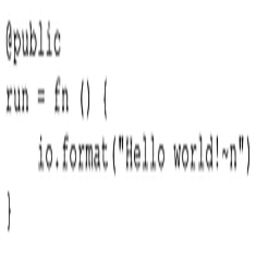 @public
run = fn () {
    io.format("Hello world!~n")
}